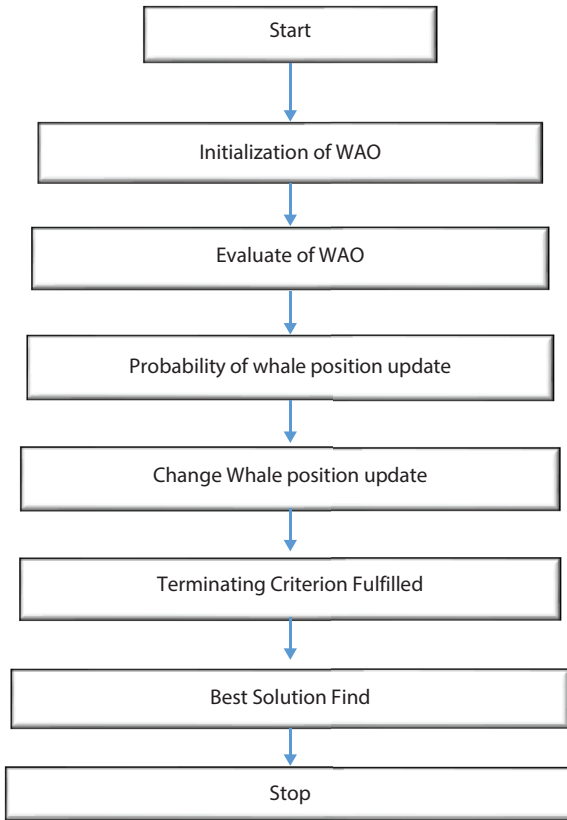 Start
Initialization of WAO
Evaluate of WAO
Probability of whale position update
Change Whale position update
Terminating Criterion Fulfilled
Best Solution Find
Stop